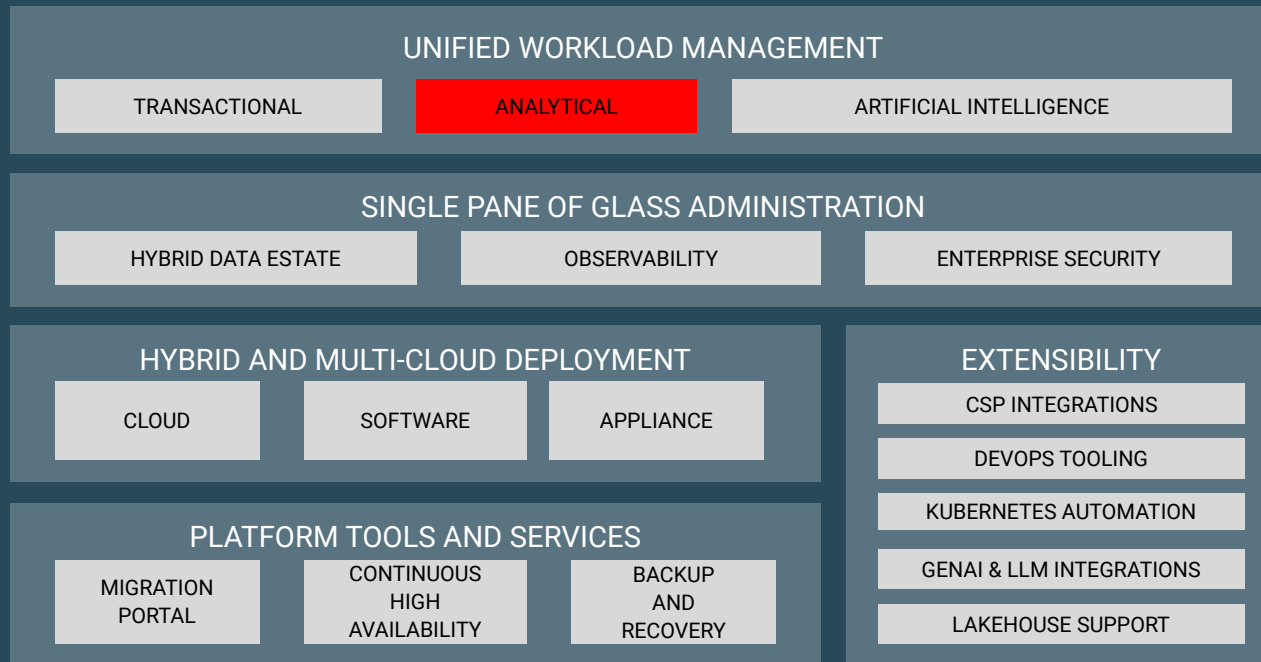 UNIFIED WORKLOAD MANAGEMENT
TRANSACTIONAL
ANALYTICAL
ARTIFICIAL INTELLIGENCE
SINGLE PANE OF GLASS ADMINISTRATION
HYBRID DATA ESTATE
OBSERVABILITY
ENTERPRISE SECURITY
HYBRID AND MULTI-CLOUD DEPLOYMENT
CLOUD
SOFTWARE
APPLIANCE
PLATFORM TOOLS AND SERVICES
MIGRATION
PORTAL
CONTINUOUS
HIGH
AVAILABILITY
BACKUP
AND
RECOVERY
EXTENSIBILITY
CSP INTEGRATIONS
DEVOPS TOOLING
KUBERNETES AUTOMATION
GENAI & LLM INTEGRATIONS
LAKEHOUSE SUPPORT